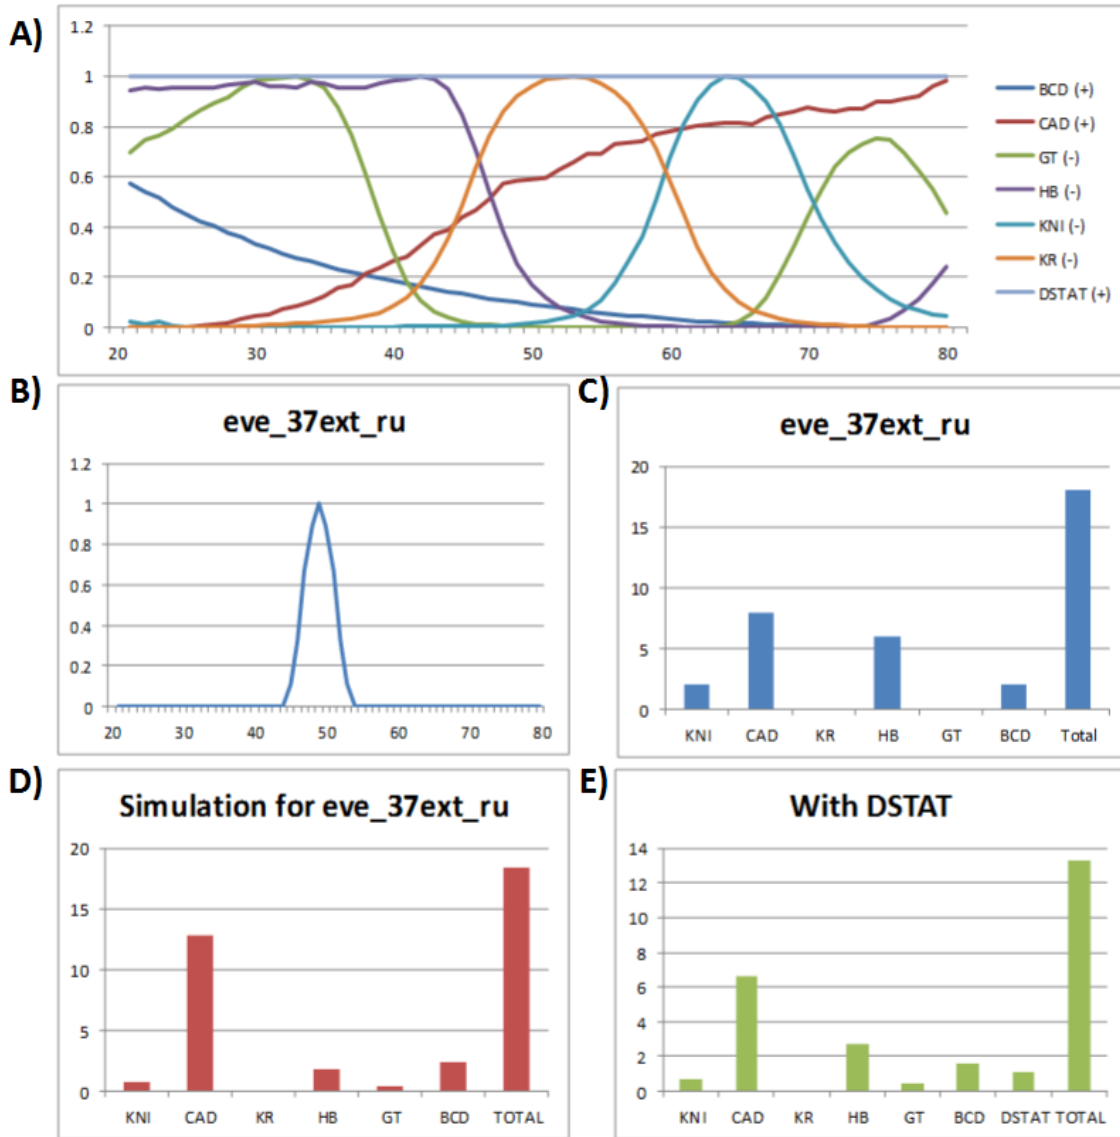 A)
1.2
1
0.8
0.6
0.4
0.2
0
20 30 40 50 60 70 80
BCD (+)
CAD (+)
GT (-)
HB (-)
KNI (-)
KR (-)
DSTAT (+)
B)
eve_37ext_ru
1.2
1
0.8
0.6
0.4
0.2
0
20 30 40 50 60 70 80
C)
eve_37ext_ru
20
15
10
5
0
KNI CAD KR HB GT BCD Total
D)
Simulation for eve_37ext_ru
20
15
10
5
0
KNI CAD KR HB GT BCD TOTAL
E)
With DSTAT
14
12
10
8
6
4
2
0
KNI CAD KR HB GT BCD DSTAT TOTAL